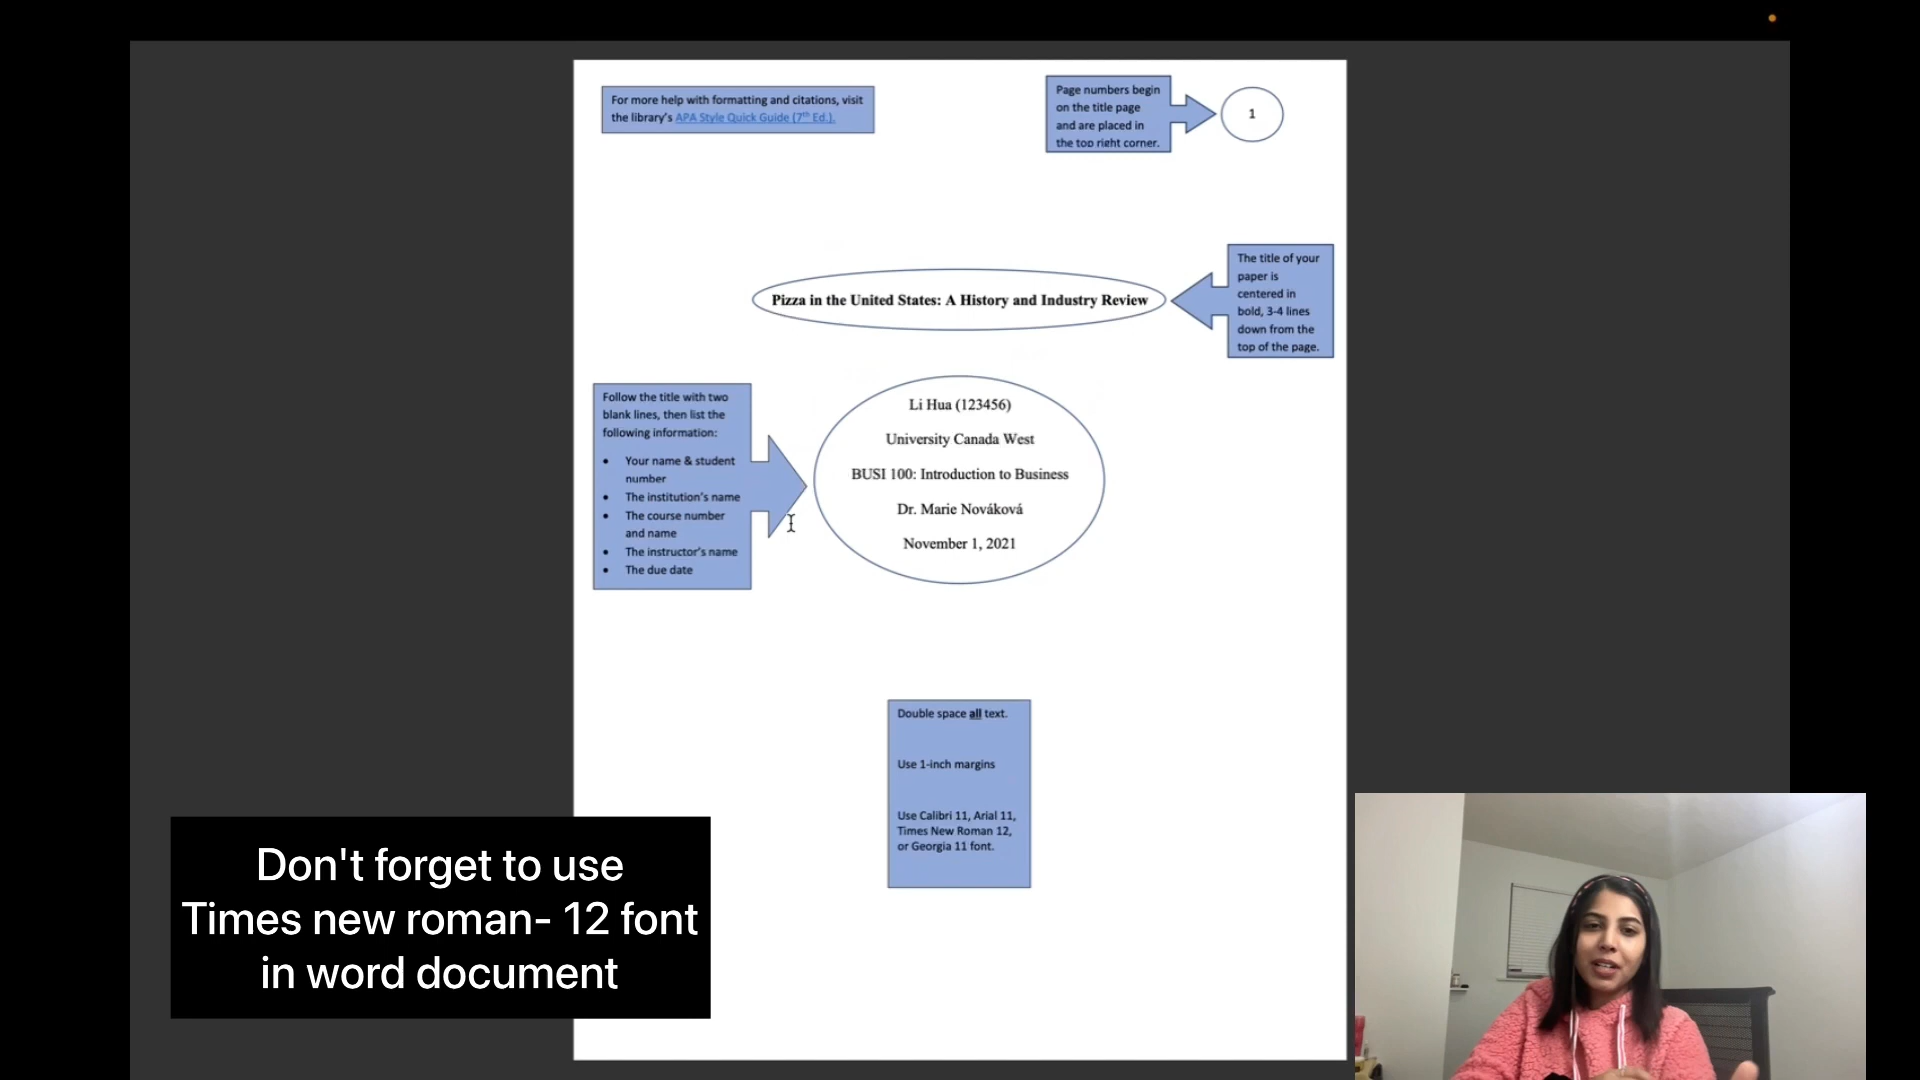 For more help with formatting and citations, visit
the library's APA Style Quick Guide (7th Ed.).
Page numbers begin
on the title page
and are placed in
the top right corner.
1
The title of your
paper is
centered in
bold, 3-4 lines
down from the
top of the page.
Pizza in the United States: A History and Industry Review
Follow the title with two
blank lines, then list the
following information:
• Your name & student
number
• The institution's name
• The course number
and name
• The instructor's name
• The due date
Li Hua (123456)
University Canada West
BUSI 100: Introduction to Business
Dr. Marie Nováková
November 1, 2021
Double space all text.
Use 1-inch margins
Use Calibri 11, Arial 11,
Times New Roman 12,
or Georgia 11 font.
Don't forget to use
Times new roman- 12 font
in word document